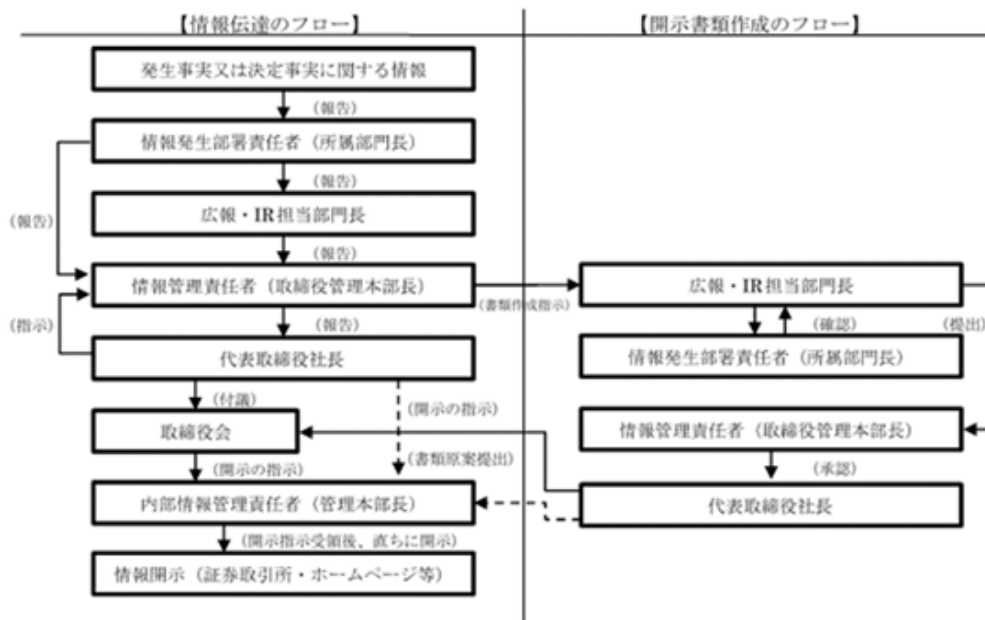 【情報伝達のフロー】
発生事実又は決定事実に関する情報
(報告)
情報発生部署責任者（所属部門長）
(報告)
(報告)
広報・IR担当部門長
(報告)
情報管理責任者（取締役管理本部長）
(指示)
(報告)
代表取締役社長
(付議)
(開示の指示)
取締役会
(書類原案提出)
(開示の指示)
内部情報管理責任者（管理本部長）
(開示指示受領後、直ちに開示)
情報開示（証券取引所・ホームページ等）
【開示書類作成のフロー】
(書類作成指示)
広報・IR担当部門長
(確認)
(提出)
情報発生部署責任者（所属部門長）
情報管理責任者（取締役管理本部長）
(承認)
代表取締役社長